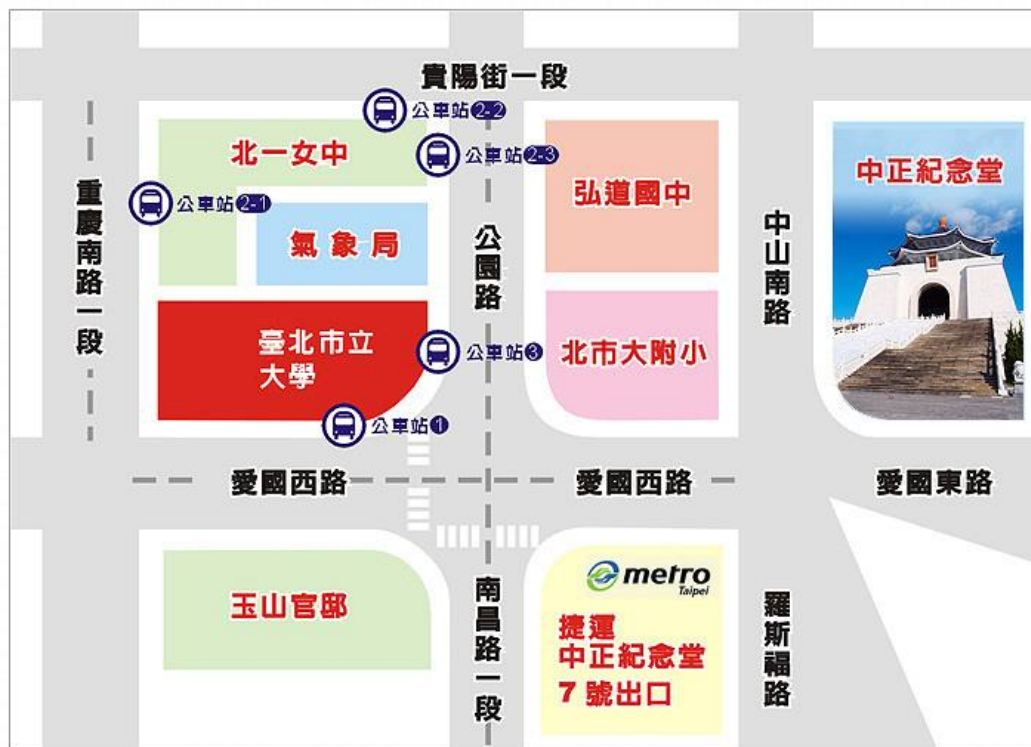 貴陽街一段
公車站2-2
北一女中
公車站2-3
中正紀念堂
弘道國中
公車站2-1
重慶南路一段
氣象局
公園路
中山南路
臺北市立
大學
公車站3
北市大附小
公車站1
愛國西路
愛國西路
愛國東路
玉山官邸
南昌路一段
metro
Taipei
捷運
中正紀念堂
7號出口
羅斯福路